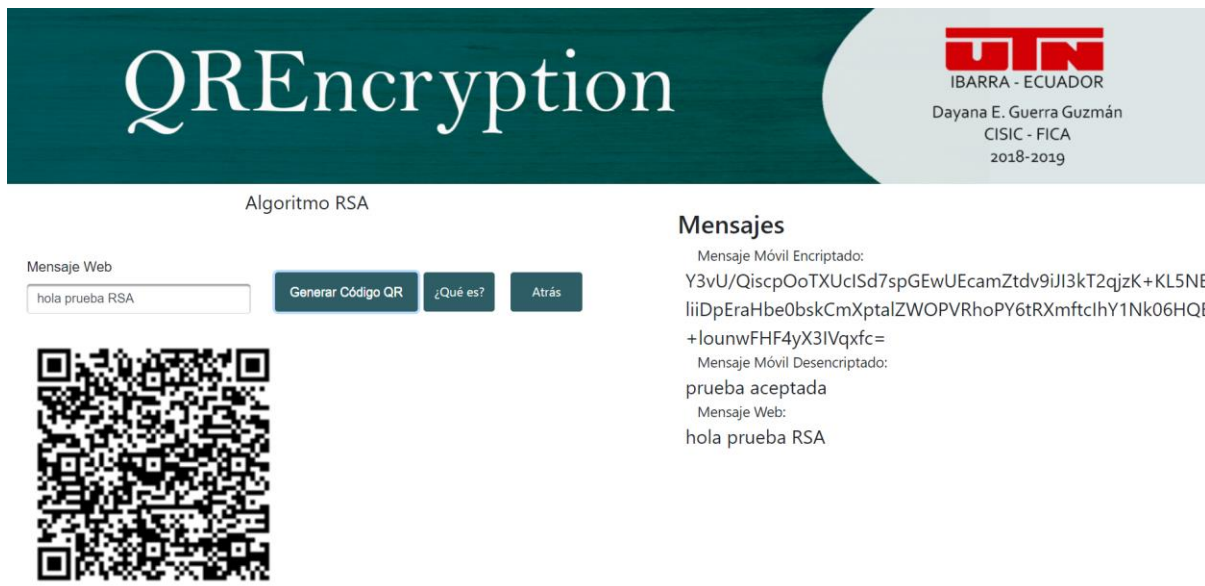 QREncryption
UTN
IBARRA - ECUADOR
Dayana E. Guerra Guzmán
CISIC - FICA
2018-2019
Algoritmo RSA
Mensaje Web
hola prueba RSA
Generar Código QR
¿Qué es?
Atrás
Mensajes
Mensaje Móvil Encriptado:
Y3vU/QiscpOoTXUcISd7spGEwUEcamZtdv9iJI3kT2qjzK+KL5NE
liiDpEraHbe0bskCmXptalZWOPVRhoPY6tRXmftcIhY1Nk06HQE
+lounwFHF4yX3IVqxfc=
Mensaje Móvil Desencriptado:
prueba aceptada
Mensaje Web:
hola prueba RSA